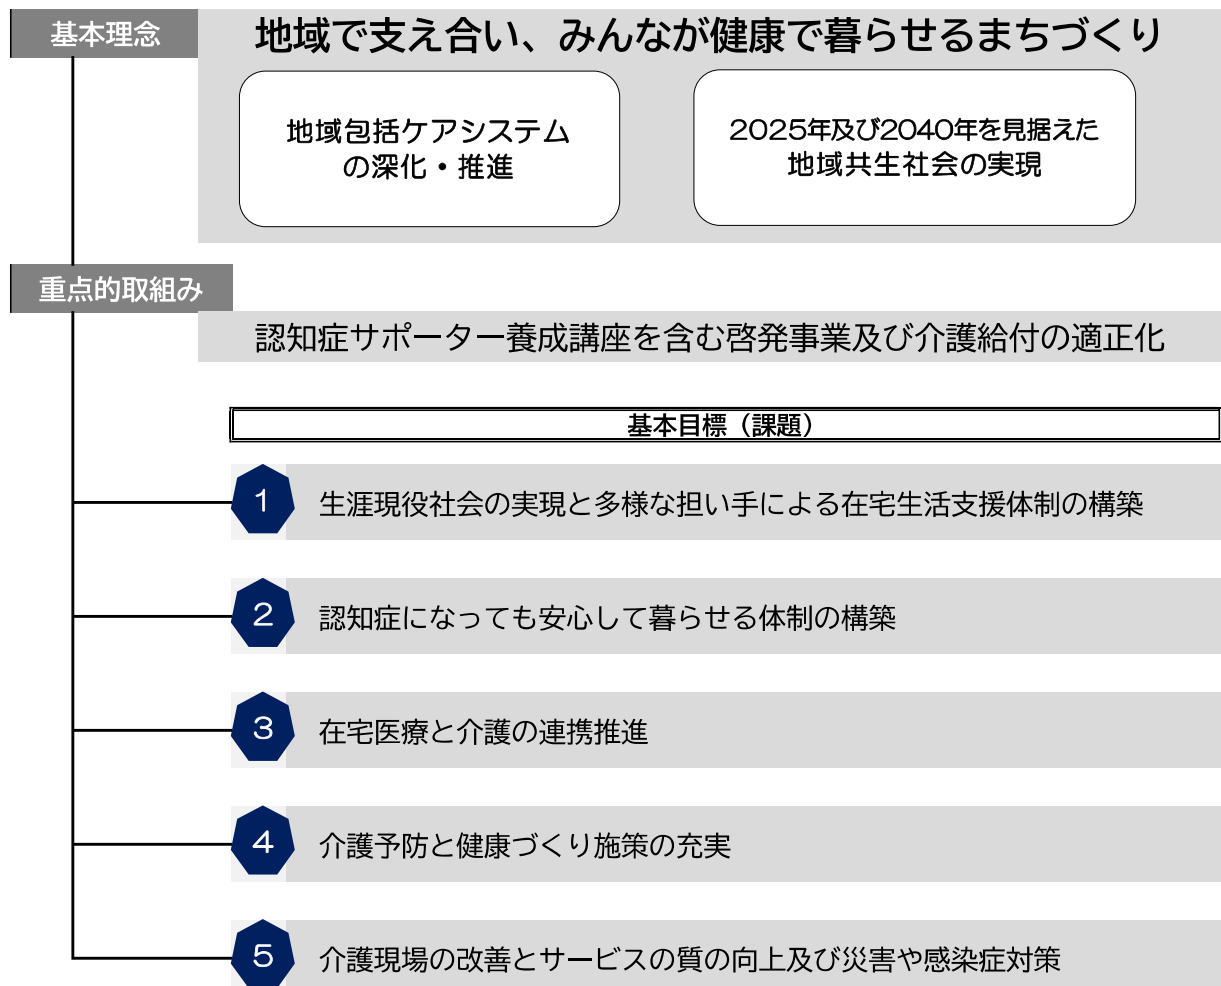 基本理念
地域で支え合い、みんなが健康で暮らせるまちづくり
地域包括ケアシステム
の深化・推進
2025年及び2040年を見据えた
地域共生社会の実現
重点的取組み
認知症サポーター養成講座を含む啓発事業及び介護給付の適正化
基本目標（課題）
1 生涯現役社会の実現と多様な担い手による在宅生活支援体制の構築
2 認知症になっても安心して暮らせる体制の構築
3 在宅医療と介護の連携推進
4 介護予防と健康づくり施策の充実
5 介護現場の改善とサービスの質の向上及び災害や感染症対策